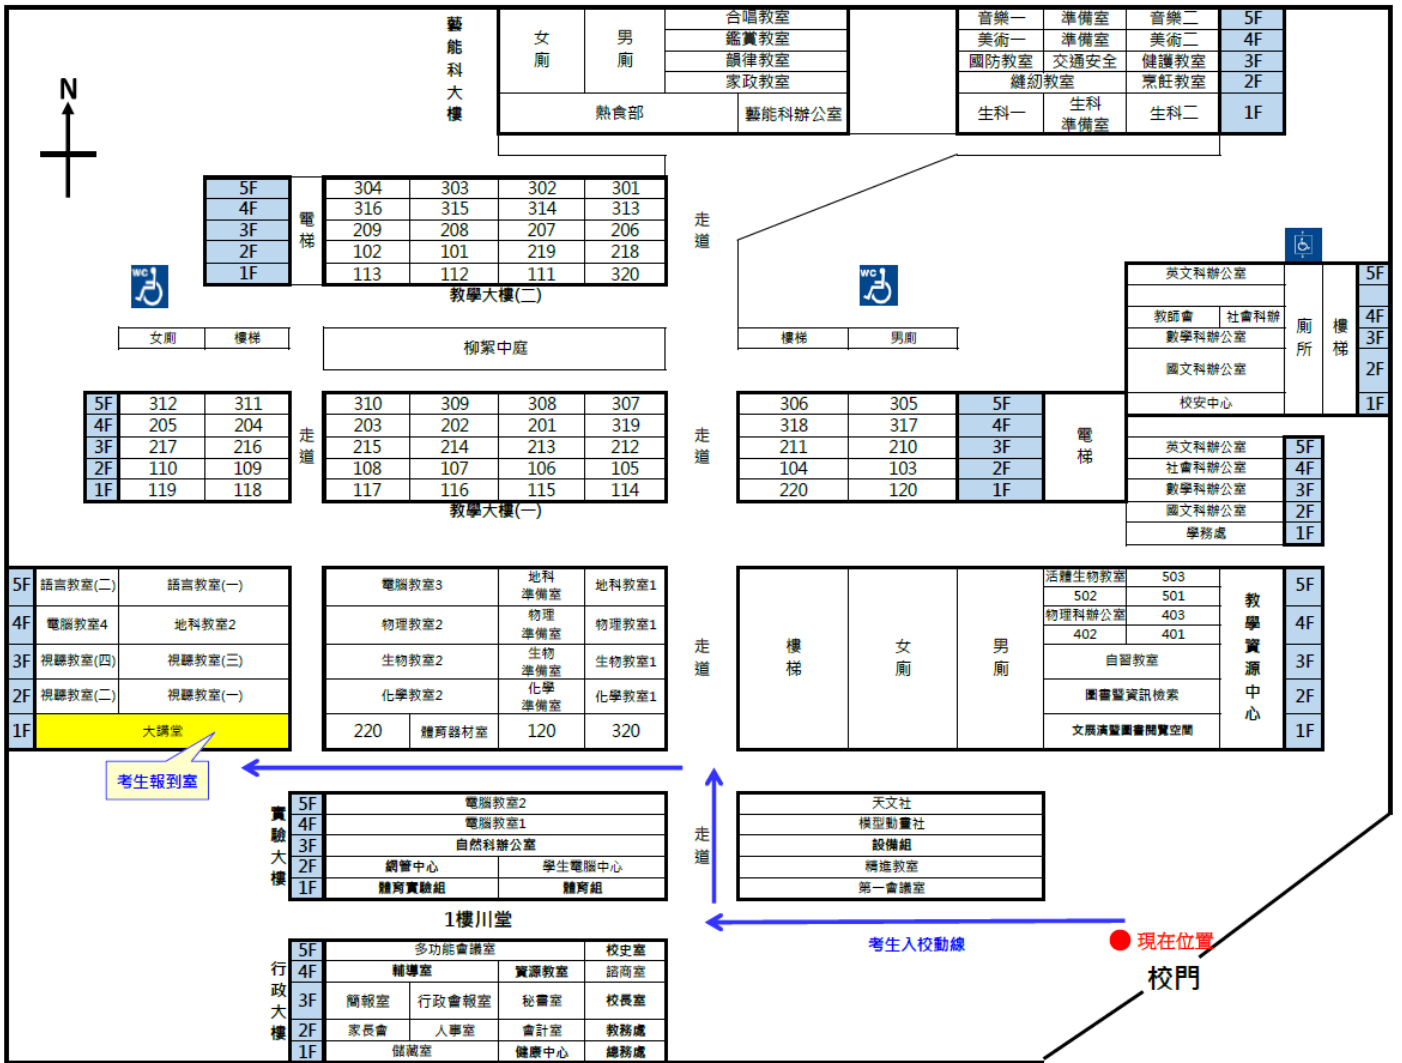 藝能科大樓
女廁 男廁 合唱教室
鑑賞教室
韻律教室
家政教室
熱食部 藝能科辦公室
音樂一 準備室 音樂二 5F
美術一 準備室 美術二 4F
國防教室 交通安全 健護教室 3F
縫紉教室 烹飪教室 2F
生科一 生科準備室 生科二 1F
N
5F 304 303 302 301
4F 316 315 314 313
3F 209 208 207 206
2F 102 101 219 218
1F 113 112 111 320
電梯
走道
教學大樓(二)
WC
WC
女廁 樓梯
柳絮中庭
樓梯 男廁
英文科辦公室 5F
教師會 社會科辦 4F
數學科辦公室 3F
國文科辦公室 2F
校安中心 1F
廁所
樓梯
5F 312 311 310 309 308 307 306 305 5F
4F 205 204 203 202 201 319 318 317 4F
3F 217 216 215 214 213 212 211 210 3F
2F 110 109 108 107 106 105 104 103 2F
1F 119 118 117 116 115 114 220 120 1F
走道
走道
電梯
教學大樓(一)
英文科辦公室 5F
社會科辦公室 4F
數學科辦公室 3F
國文科辦公室 2F
學務處 1F
5F 語言教室(二) 語言教室(一) 電腦教室3 地科準備室 地科教室1
4F 電腦教室4 地科教室2 物理教室2 物理準備室 物理教室1
3F 視聽教室(四) 視聽教室(三) 生物教室2 生物準備室 生物教室1
2F 視聽教室(二) 視聽教室(一) 化學教室2 化學準備室 化學教室1
1F 大講堂 220 體育器材室 120 320
走道
樓梯
女廁
男廁
活體生物教室 503 5F
502 501
物理科辦公室 403 4F
402 401
自習教室 3F
圖書暨資訊檢索 2F
文展演暨圖書閱覽空間 1F
教學資源中心
考生報到室
實驗大樓
5F 電腦教室2
4F 電腦教室1
3F 自然科辦公室
2F 網管中心 學生電腦中心
1F 體育實驗組 體育組
走道
天文社
模型動畫社
設備組
精進教室
第一會議室
1樓川堂
考生入校動線
現在位置
校門
行政大樓
5F 多功能會議室 校史室
4F 輔導室 資源教室 諮商室
3F 簡報室 行政會報室 秘書室 校長室
2F 家長會 人事室 會計室 教務處
1F 儲藏室 健康中心 總務處